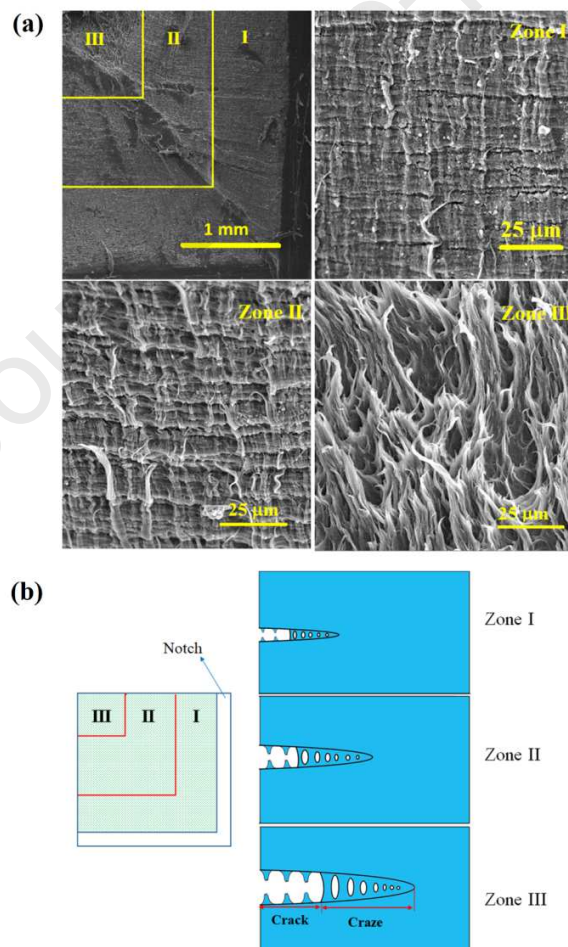 (a)
III
II
I
Zone I
1 mm
25 µm
Zone II
Zone III
25 µm
25 µm
(b)
Zone I
Notch
III
II
I
Zone II
Zone III
Crack
Craze